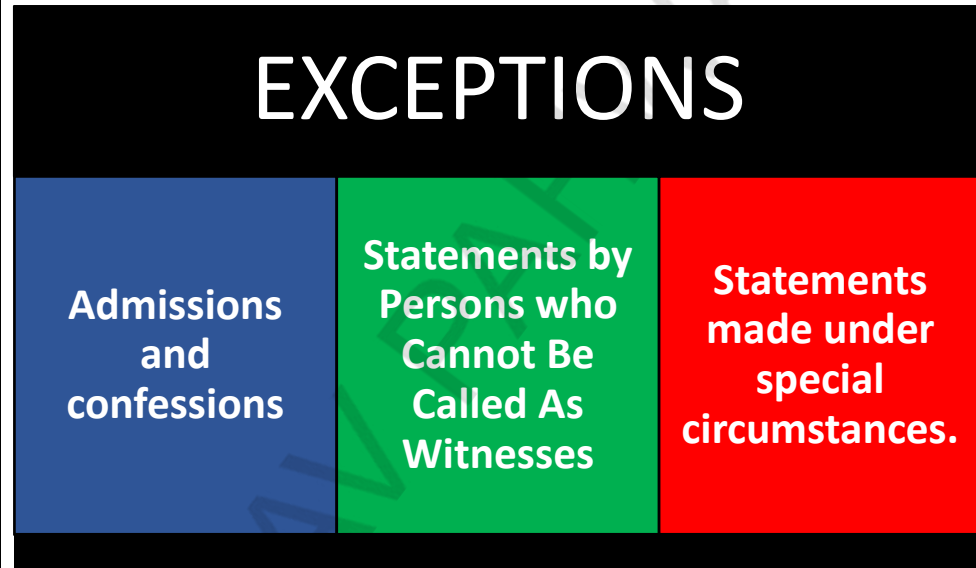 EXCEPTIONS
Admissions
and
confessions
Statements by
Persons who
Cannot Be
Called As
Witnesses
Statements
made under
special
circumstances.